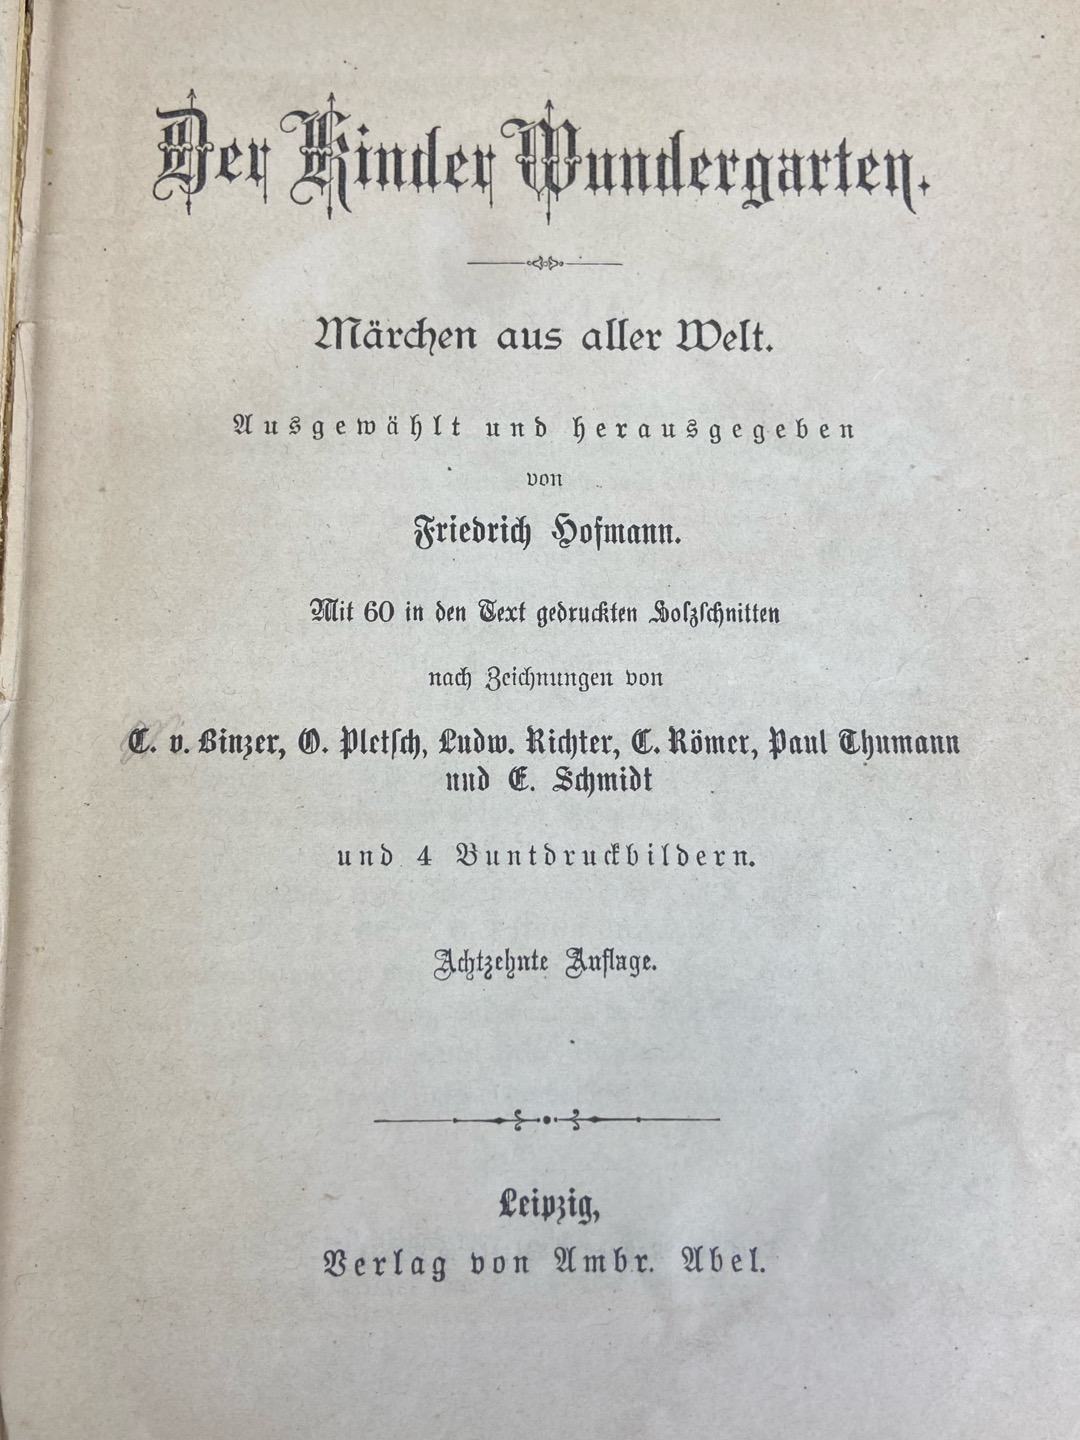 Der Kinder Wundergarten.
Märchen aus aller Welt.
Ausgewählt und herausgegeben
von
Friedrich Hofmann.
Mit 60 in den Text gedruckten Holzschnitten
nach Zeichnungen von
C. v. Binzer, O. Pletsch, Ludw. Richter, C. Römer, Paul Thumann
und E. Schmidt
und 4 Buntdruckbildern.
Achtzehnte Auflage.
Leipzig,
Verlag von Ambr. Abel.